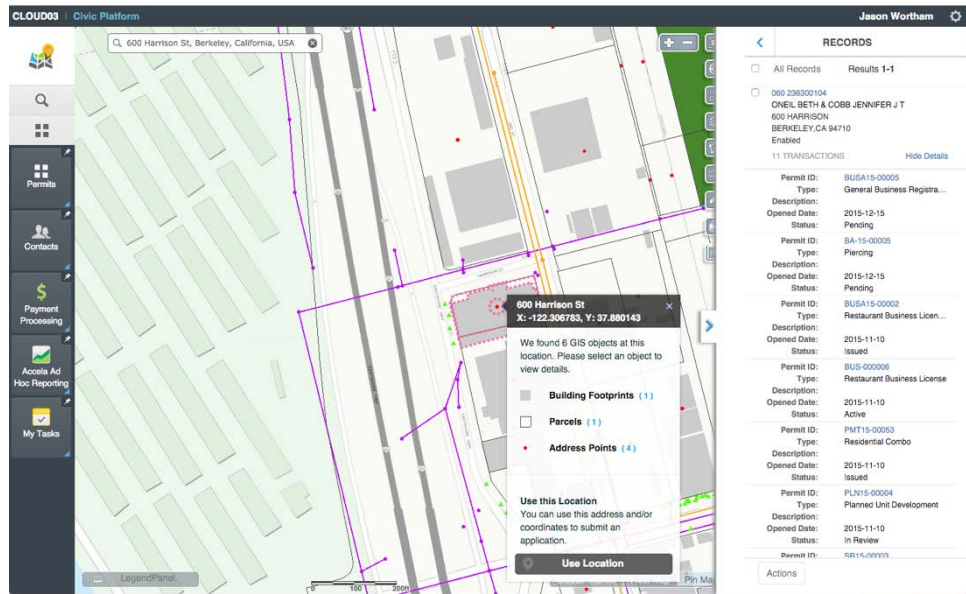 CLOUD03 | Civic Platform
Jason Wortham
600 Harrison St, Berkeley, California, USA
Permits
Contacts
Payment
Processing
Accela Ad
Hoc Reporting
My Tasks
600 Harrison St
X: -122.306783, Y: 37.880143
We found 6 GIS objects at this
location. Please select an object to
view details.
Building Footprints (1)
Parcels (1)
Address Points (4)
Use this Location
You can use this address and/or
coordinates to submit an
application.
Use Location
LegendPanel
0 100 200ft
Pin Ma
RECORDS
All Records Results 1-1
060 236300104
ONEIL BETH & COBB JENNIFER J T
600 HARRISON
BERKELEY,CA 94710
Enabled
11 TRANSACTIONS Hide Details
Permit ID: BUSA15-00005
Type: General Business Registra...
Description:
Opened Date: 2015-12-15
Status: Pending
Permit ID: BA-15-00005
Type: Piercing
Description:
Opened Date: 2015-12-15
Status: Pending
Permit ID: BUSA15-00002
Type: Restaurant Business Licen...
Description:
Opened Date: 2015-11-10
Status: Issued
Permit ID: BUS-000006
Type: Restaurant Business License
Description:
Opened Date: 2015-11-10
Status: Active
Permit ID: PMT15-00053
Type: Residential Combo
Description:
Opened Date: 2015-11-10
Status: Issued
Permit ID: PLN15-00004
Type: Planned Unit Development
Description:
Opened Date: 2015-11-10
Status: In Review
Permit ID: SR15-00003
Actions